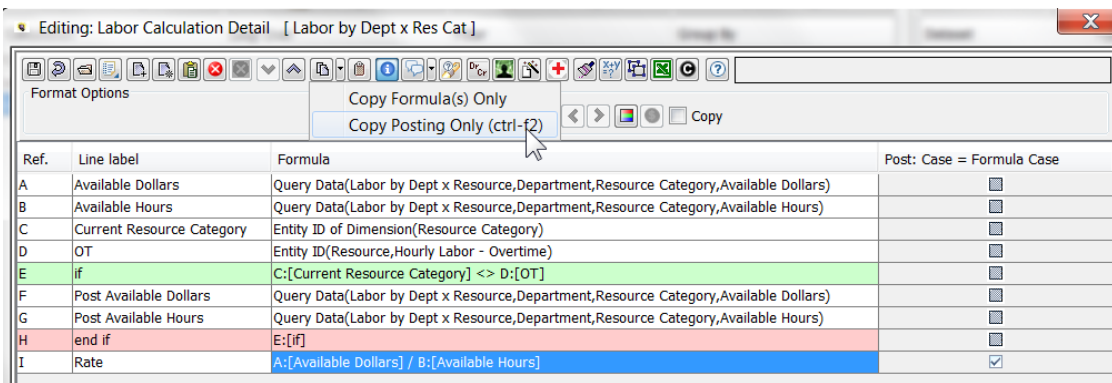 Editing: Labor Calculation Detail [ Labor by Dept x Res Cat ]
Format Options
Copy Formula(s) Only
Copy Posting Only (ctrl-f2)
Copy
Ref. Line label Formula Post: Case = Formula Case
A Available Dollars Query Data(Labor by Dept x Resource,Department,Resource Category,Available Dollars)
B Available Hours Query Data(Labor by Dept x Resource,Department,Resource Category,Available Hours)
C Current Resource Category Entity ID of Dimension(Resource Category)
D OT Entity ID(Resource,Hourly Labor - Overtime)
E if C:[Current Resource Category] <> D:[OT]
F Post Available Dollars Query Data(Labor by Dept x Resource,Department,Resource Category,Available Dollars)
G Post Available Hours Query Data(Labor by Dept x Resource,Department,Resource Category,Available Hours)
H end if E:[if]
I Rate A:[Available Dollars] / B:[Available Hours]